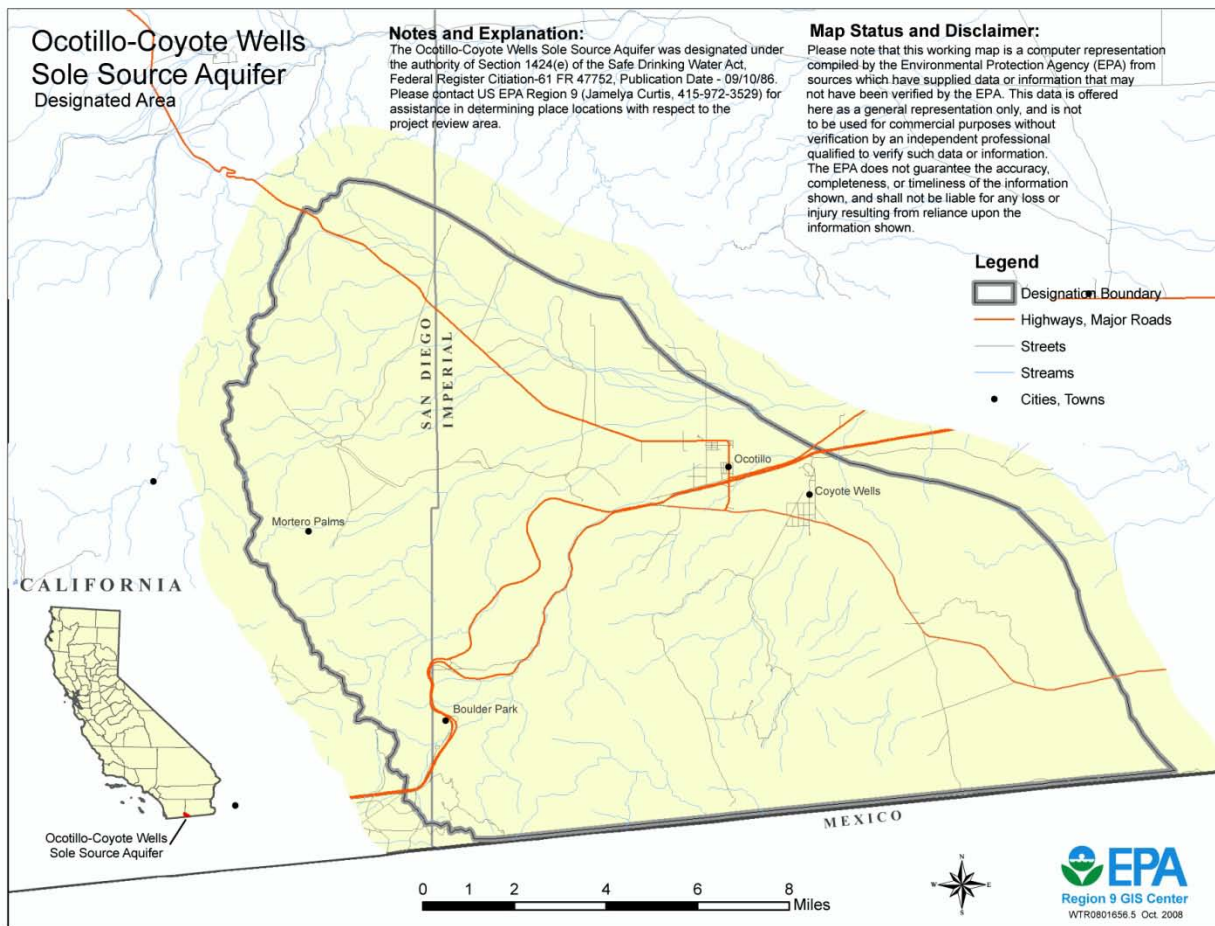 Ocotillo-Coyote Wells
Sole Source Aquifer
Designated Area
Notes and Explanation:
The Ocotillo-Coyote Wells Sole Source Aquifer was designated under
the authority of Section 1424(e) of the Safe Drinking Water Act,
Federal Register Citiation-61 FR 47752, Publication Date - 09/10/86.
Please contact US EPA Region 9 (Jamelya Curtis, 415-972-3529) for
assistance in determining place locations with respect to the
project review area.
Map Status and Disclaimer:
Please note that this working map is a computer representation
compiled by the Environmental Protection Agency (EPA) from
sources which have supplied data or information that may
not have been verified by the EPA. This data is offered
here as a general representation only, and is not
to be used for commercial purposes without
verification by an independent professional
qualified to verify such data or information.
The EPA does not guarantee the accuracy,
completeness, or timeliness of the information
shown, and shall not be liable for any loss or
injury resulting from reliance upon the
information shown.
Legend
Designation Boundary
Highways, Major Roads
Streets
Streams
Cities, Towns
SAN DIEGO
IMPERIAL
Ocotillo
Coyote Wells
Mortero Palms
Boulder Park
CALIFORNIA
Ocotillo-Coyote Wells
Sole Source Aquifer
MEXICO
0 1 2 4 6 8
Miles
N
W E
S
EPA
Region 9 GIS Center
WTR0801656.5 Oct. 2008